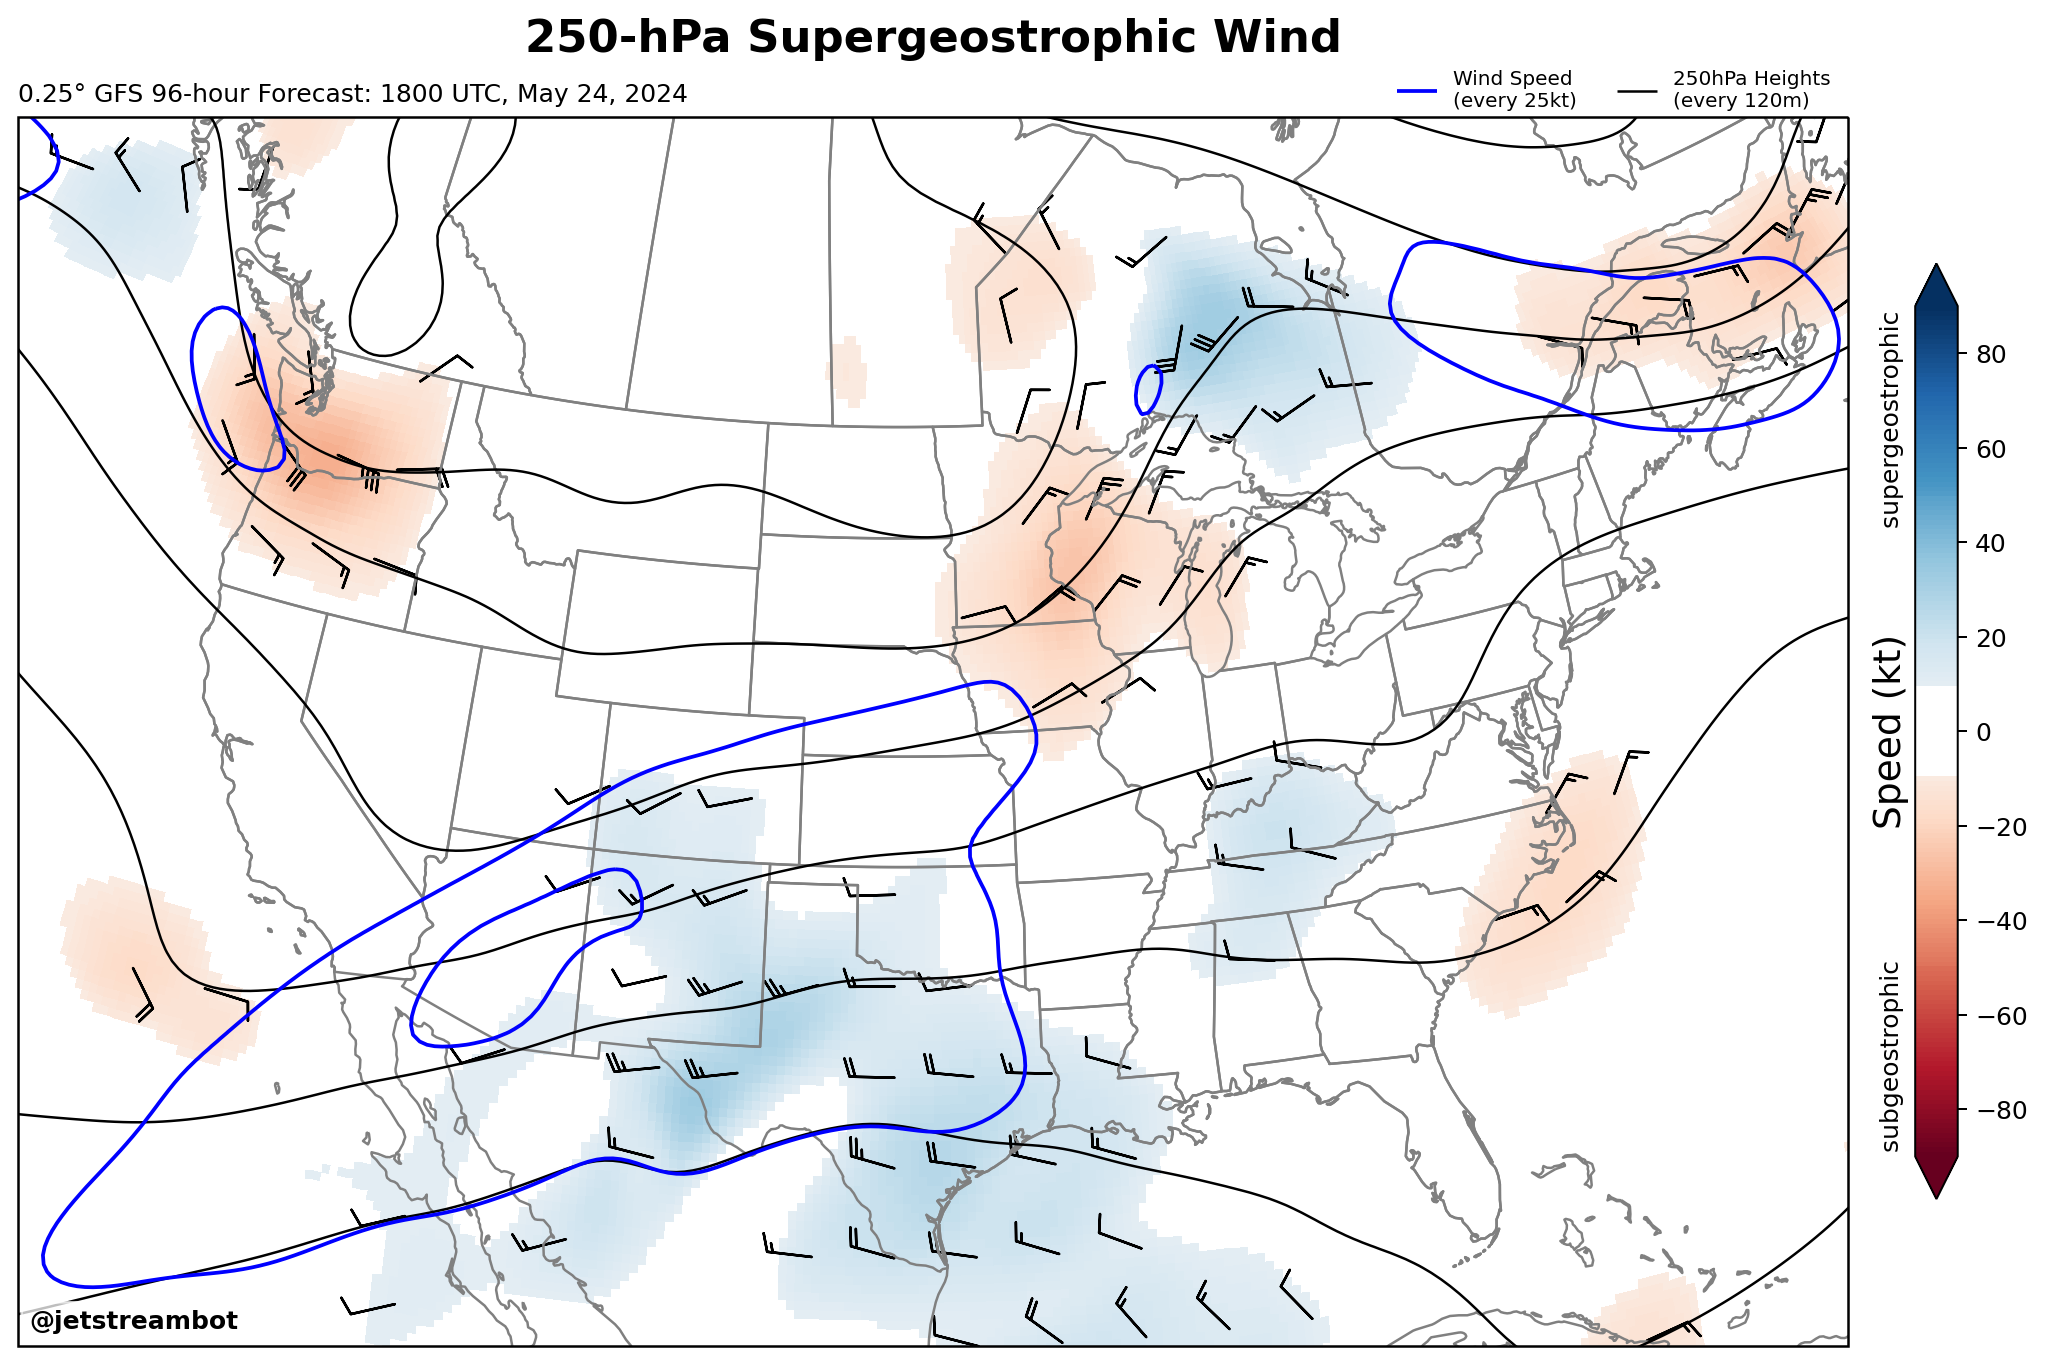 250-hPa Supergeostrophic Wind
0.25° GFS 96-hour Forecast: 1800 UTC, May 24, 2024
Wind Speed
(every 25kt)
250hPa Heights
(every 120m)
supergeostrophic
subgeostrophic
Speed (kt)
80
60
40
20
0
−20
−40
−60
−80
@jetstreambot